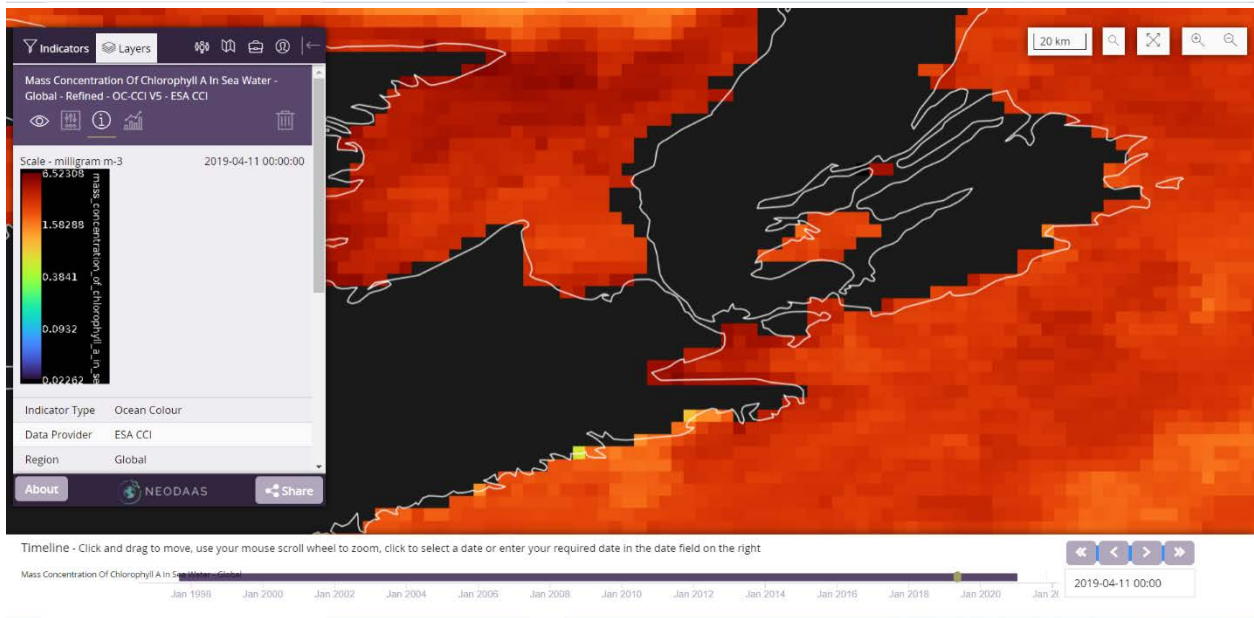 Indicators Layers
20 km
Mass Concentration Of Chlorophyll A In Sea Water -
Global - Refined - OC-CCI V5 - ESA CCI
Scale - milligram m-3 2019-04-11 00:00:00
6.52308
1.58288
0.3841
0.0932
0.02262
mass_concentration_of_chlorophyll_a_in_se
Indicator Type Ocean Colour
Data Provider ESA CCI
Region Global
About NEODAAS Share
Timeline - Click and drag to move, use your mouse scroll wheel to zoom, click to select a date or enter your required date in the date field on the right
Mass Concentration Of Chlorophyll A In Sea Water - Global
2019-04-11 00:00
Jan 1998 Jan 2000 Jan 2002 Jan 2004 Jan 2006 Jan 2008 Jan 2010 Jan 2012 Jan 2014 Jan 2016 Jan 2018 Jan 2020 Jan 20